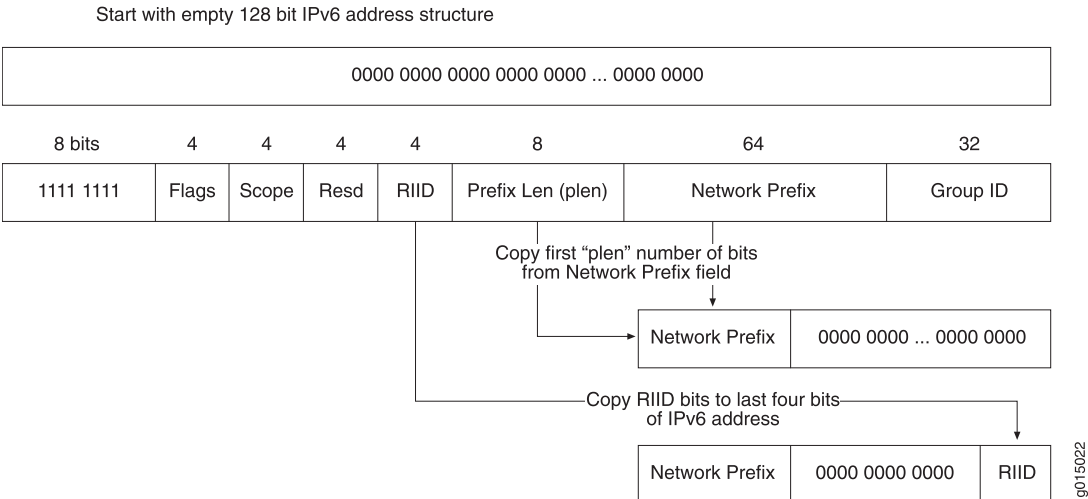 Start with empty 128 bit IPv6 address structure
0000 0000 0000 0000 0000 ... 0000 0000
8 bits 4 4 4 4 8 64 32
1111 1111 Flags Scope Resd RIID Prefix Len (plen) Network Prefix Group ID
Copy first “plen” number of bits
from Network Prefix field
Network Prefix 0000 0000 ... 0000 0000
Copy RIID bits to last four bits
of IPv6 address
Network Prefix 0000 0000 0000 RIID
g015022